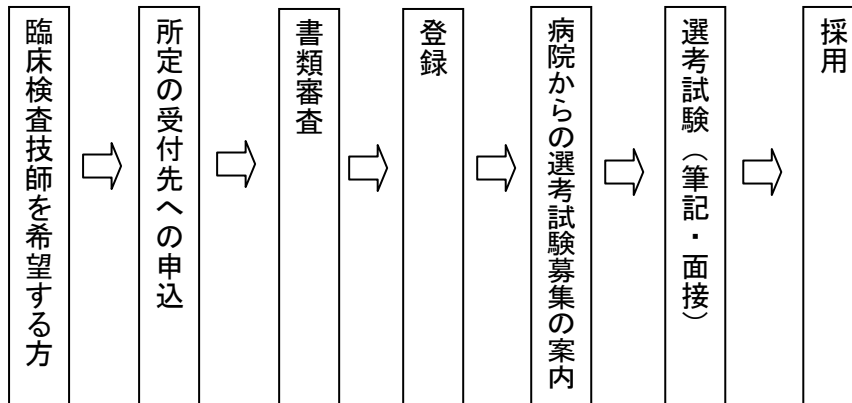 臨床検査技師を希望する方
所定の受付先への申込
書類審査
登録
病院からの選考試験募集の案内
選考試験（筆記・面接）
採用